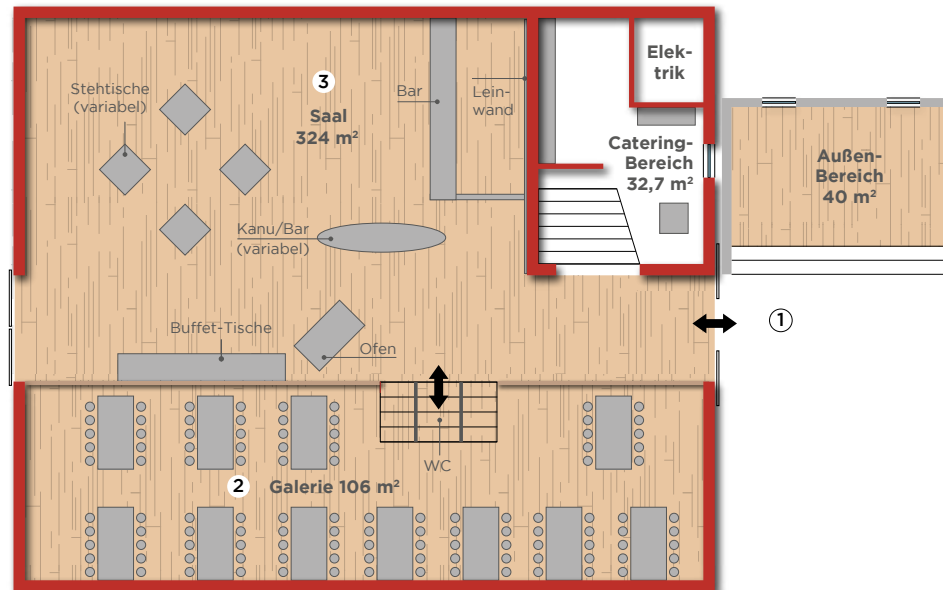 Elek-
trik
3
Stehtische
(variabel)
Bar
Lein-
wand
Saal
324 m²
Catering-
Bereich
32,7 m²
Außen-
Bereich
40 m²
Kanu/Bar
(variabel)
1
Buffet-Tische
Ofen
WC
2
Galerie 106 m²